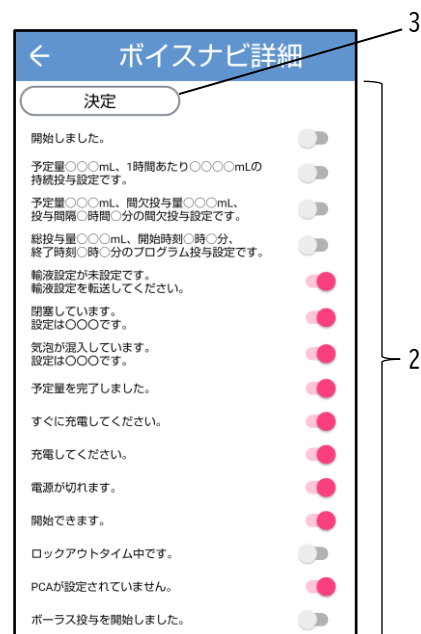 ボイスナビ詳細
3
決定
開始しました。
予定量○○○mL、1時間あたり○○○○mLの
持続投与設定です。
予定量○○○mL、間欠投与量○○○mL、
投与間隔○時間○分の間欠投与設定です。
総投与量○○○mL、開始時刻○時○分、
終了時刻○時○分のプログラム投与設定です。
輸液設定が未設定です。
輸液設定を転送してください。
閉塞しています。
設定は〇〇〇です。
気泡が混入しています。
設定は〇〇〇です。
2
予定量を完了しました。
すぐに充電してください。
充電してください。
電源が切れます。
開始できます。
ロックアウトタイム中です。
PCAが設定されていません。
ボーラス投与を開始しました。